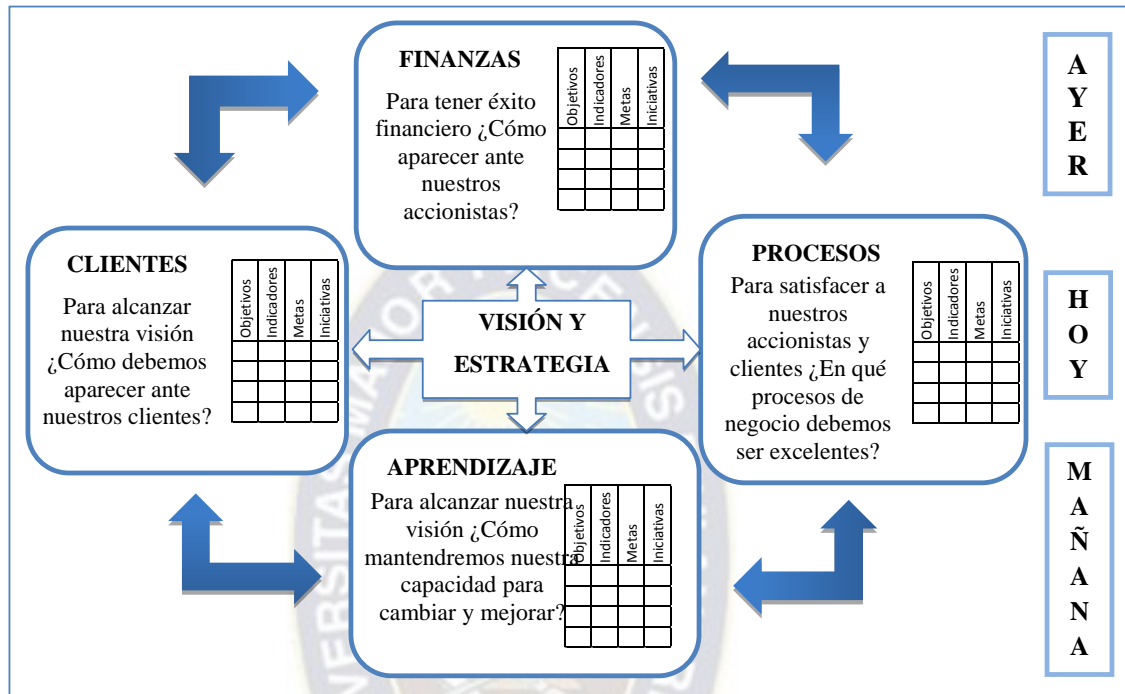 FINANZAS
Para tener éxito
financiero ¿Cómo
aparecer ante
nuestros
accionistas?
Objetivos
Indicadores
Metas
Iniciativas
CLIENTES
Para alcanzar
nuestra visión
¿Cómo debemos
aparecer ante
nuestros clientes?
Objetivos
Indicadores
Metas
Iniciativas
VISIÓN Y
ESTRATEGIA
PROCESOS
Para satisfacer a
nuestros
accionistas y
clientes ¿En qué
procesos de
negocio debemos
ser excelentes?
Objetivos
Indicadores
Metas
Iniciativas
APRENDIZAJE
Para alcanzar nuestra
visión ¿Cómo
mantendremos nuestra
capacidad para
cambiar y mejorar?
Objetivos
Indicadores
Metas
Iniciativas
A
Y
E
R
H
O
Y
M
A
Ñ
A
N
A